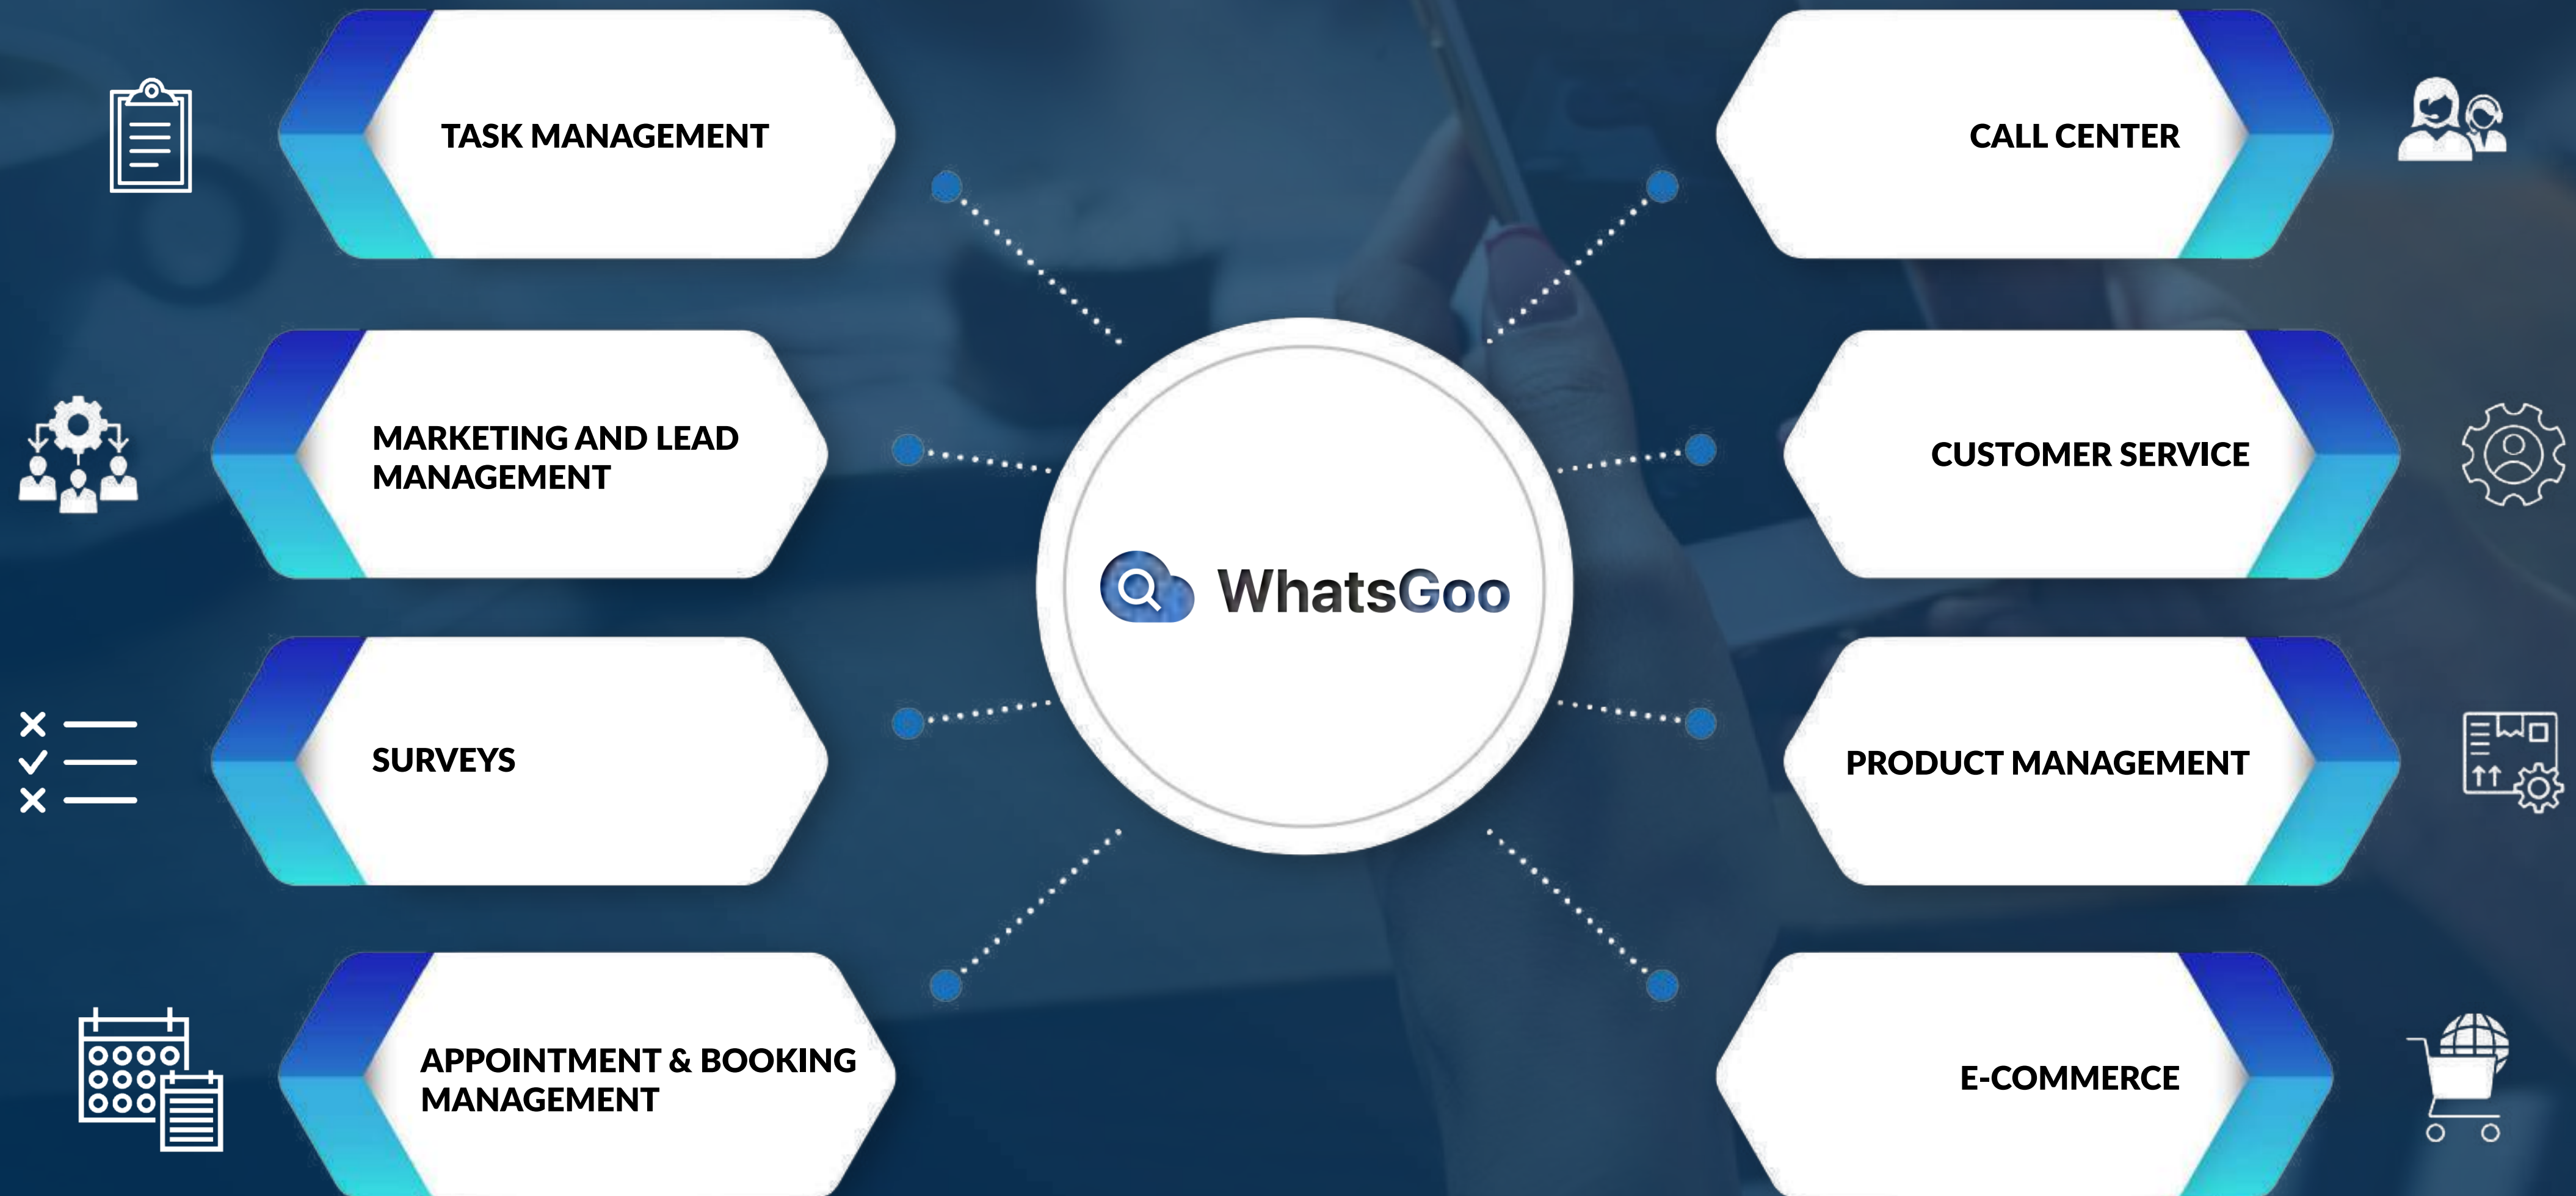 TASK MANAGEMENT
MARKETING AND LEAD
MANAGEMENT
SURVEYS
APPOINTMENT & BOOKING
MANAGEMENT
WhatsGoo
CALL CENTER
CUSTOMER SERVICE
PRODUCT MANAGEMENT
E-COMMERCE